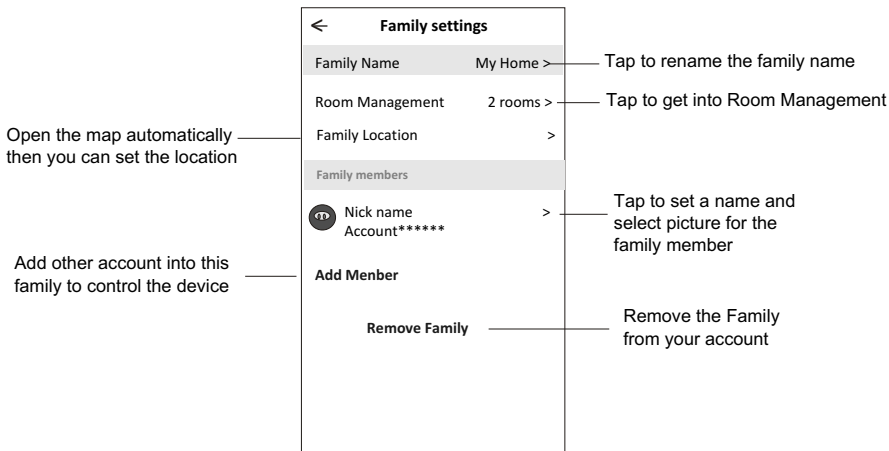 ← Family settings
Family Name My Home >
Tap to rename the family name
Room Management 2 rooms >
Tap to get into Room Management
Open the map automatically
then you can set the location
Family Location >
Family members
Nick name >
Account******
Tap to set a name and
select picture for the
family member
Add other account into this
family to control the device
Add Menber
Remove Family
Remove the Family
from your account